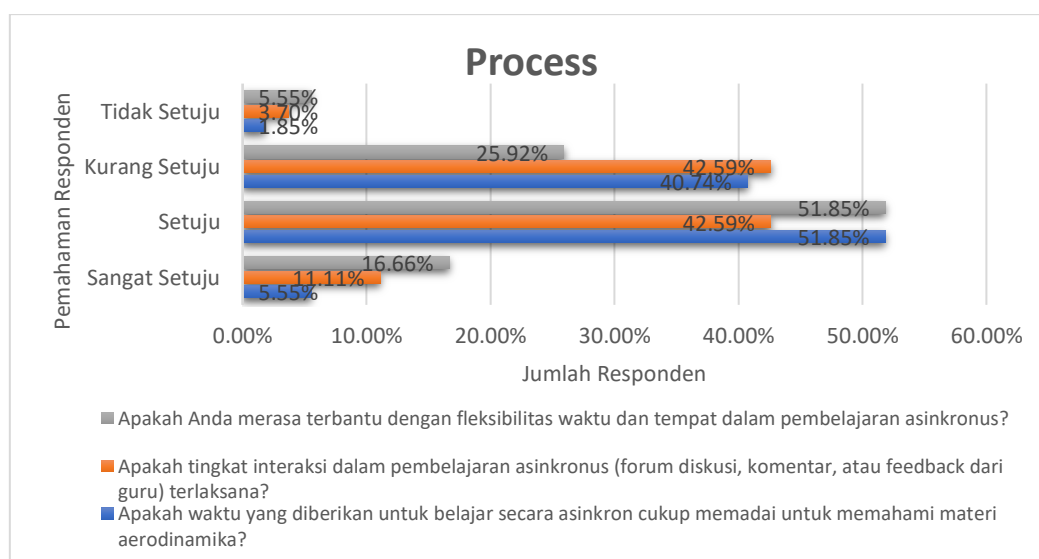 Process
Pemahaman Responden
Tidak Setuju
5.55%
3.70%
1.85%
Kurang Setuju
25.92%
42.59%
40.74%
Setuju
51.85%
42.59%
51.85%
Sangat Setuju
16.66%
11.11%
5.55%
0.00% 10.00% 20.00% 30.00% 40.00% 50.00% 60.00%
Jumlah Responden
Apakah Anda merasa terbantu dengan fleksibilitas waktu dan tempat dalam pembelajaran asinkronus?
Apakah tingkat interaksi dalam pembelajaran asinkronus (forum diskusi, komentar, atau feedback dari
guru) terlaksana?
Apakah waktu yang diberikan untuk belajar secara asinkron cukup memadai untuk memahami materi
aerodinamika?